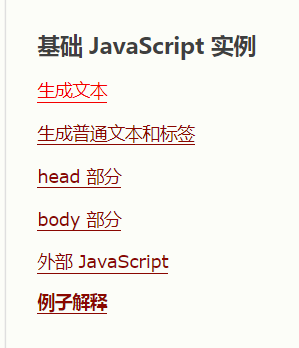 基础 JavaScript 实例
生成文本
生成普通文本和标签
head 部分
body 部分
外部 JavaScript
例子解释